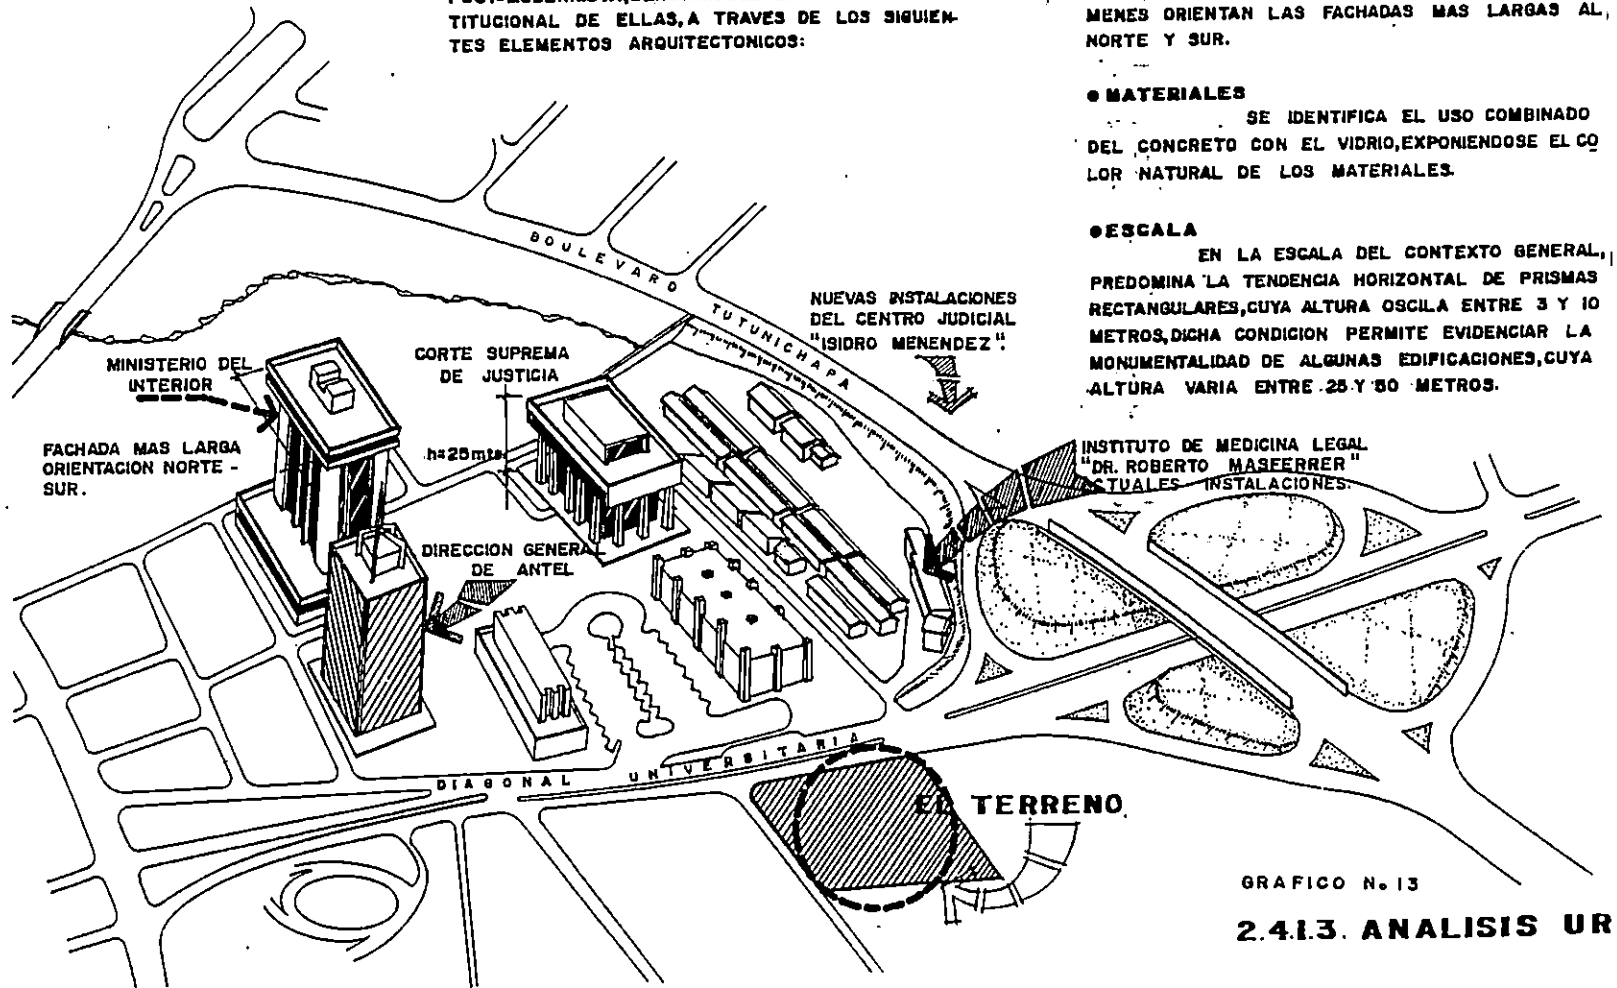 TITUCIONAL DE ELLAS, A TRAVES DE LOS SIGUIEN-
TES ELEMENTOS ARQUITECTONICOS:
MENES ORIENTAN LAS FACHADAS MAS LARGAS AL
NORTE Y SUR.
● MATERIALES
SE IDENTIFICA EL USO COMBINADO
DEL CONCRETO CON EL VIDRIO, EXPONIENDOSE EL CO
LOR NATURAL DE LOS MATERIALES.
● ESCALA
EN LA ESCALA DEL CONTEXTO GENERAL,
PREDOMINA LA TENDENCIA HORIZONTAL DE PRISMAS
RECTANGULARES, CUYA ALTURA OSCILA ENTRE 3 Y 10
METROS, DICHA CONDICION PERMITE EVIDENCIAR LA
MONUMENTALIDAD DE ALGUNAS EDIFICACIONES, CUYA
ALTURA VARIA ENTRE 25 Y 50 METROS.
BOULEVARD TUTUNICHAPA
NUEVAS INSTALACIONES
DEL CENTRO JUDICIAL
"ISIDRO MENENDEZ".
MINISTERIO DEL
INTERIOR
CORTE SUPREMA
DE JUSTICIA
FACHADA MAS LARGA
ORIENTACION NORTE -
SUR.
h=25mts
INSTITUTO DE MEDICINA LEGAL
"DR. ROBERTO MASFERRER"
ACTUALES INSTALACIONES.
DIRECCION GENERAL
DE ANTEL
DIAGONAL UNIVERSITARIA
EL TERRENO.
GRAFICO No 13
2.4.1.3. ANALISIS UR